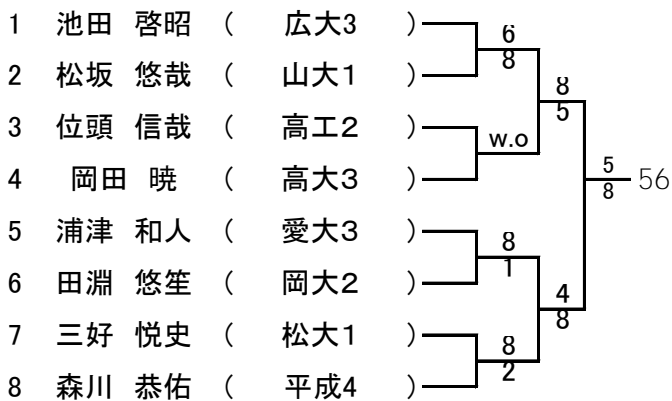 1 池田 啓昭 ( 広大3 )
6
8
2 松坂 悠哉 ( 山大1 )
8
5
3 位頭 信哉 ( 高工2 )
w.o
4 岡田 暁 ( 高大3 )
5
8
56
5 浦津 和人 ( 愛大3 )
8
1
6 田淵 悠笙 ( 岡大2 )
4
8
7 三好 悦史 ( 松大1 )
8
2
8 森川 恭佑 ( 平成4 )